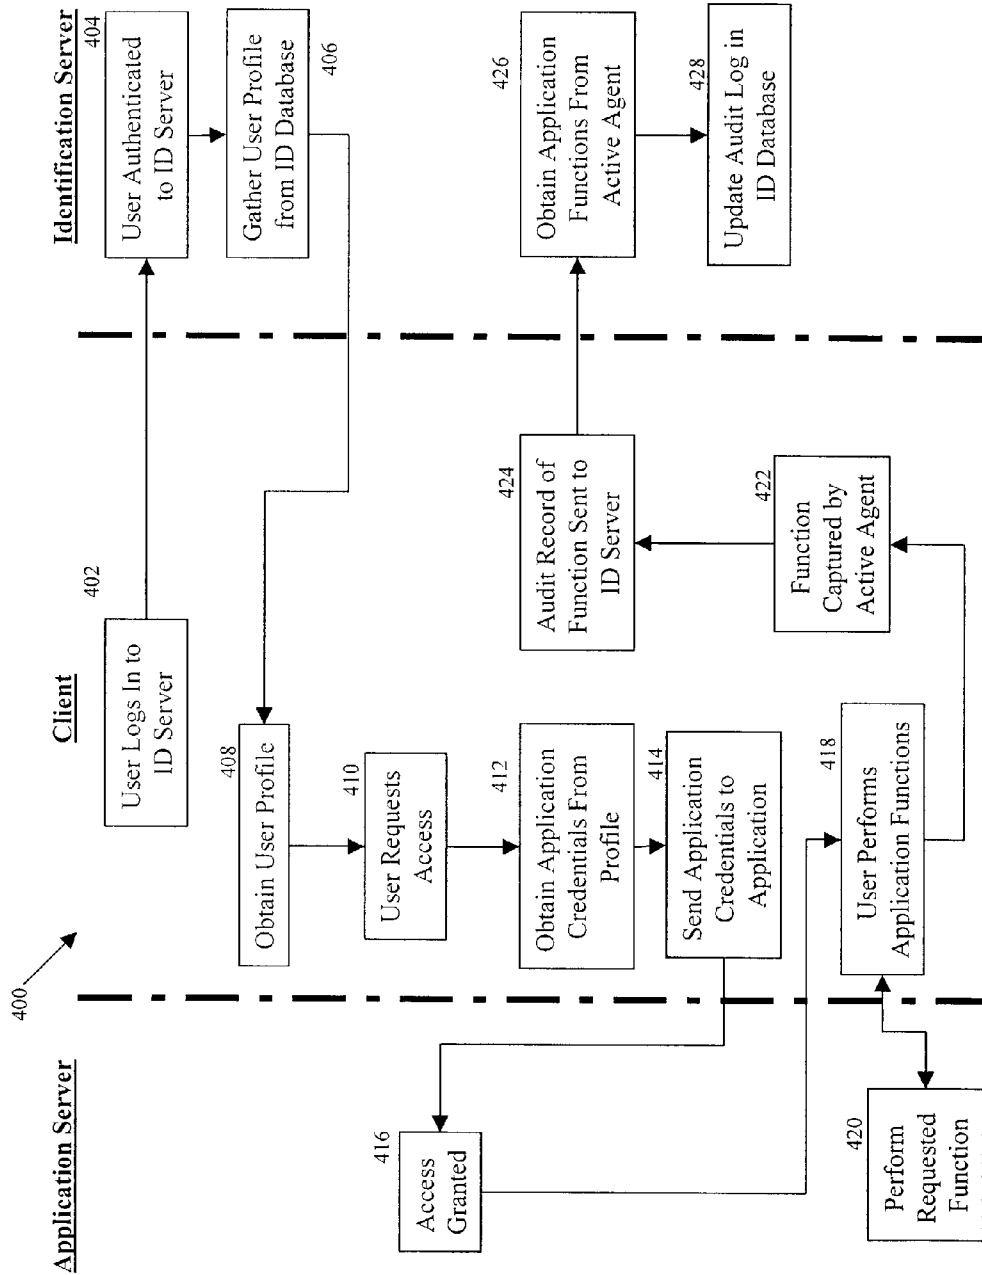 Application Server
Client
Identification Server
400
402
User Logs In to
ID Server
404
User Authenticated
to ID Server
406
Gather User Profile
from ID Database
408
Obtain User Profile
410
User Requests
Access
412
Obtain Application
Credentials From
Profile
414
Send Application
Credentials to
Application
416
Access
Granted
418
User Performs
Application Functions
420
Perform
Requested
Function
422
Function
Captured by
Active Agent
424
Audit Record of
Function Sent to
ID Server
426
Obtain Application
Functions From
Active Agent
428
Update Audit Log in
ID Database